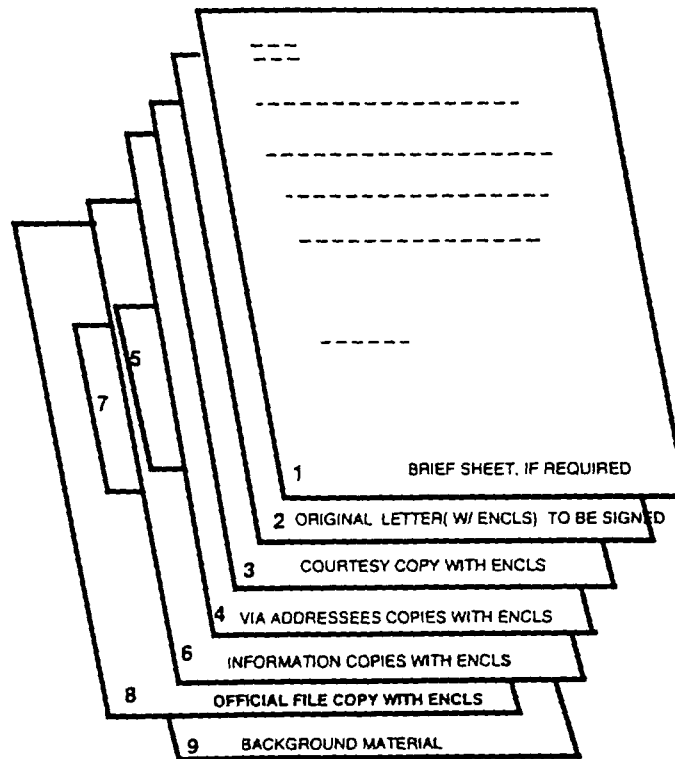 5
7
1 BRIEF SHEET, IF REQUIRED
2 ORIGINAL LETTER( W/ ENCLS) TO BE SIGNED
3 COURTESY COPY WITH ENCLS
4 VIA ADDRESSEES COPIES WITH ENCLS
6 INFORMATION COPIES WITH ENCLS
8 OFFICIAL FILE COPY WITH ENCLS
9 BACKGROUND MATERIAL